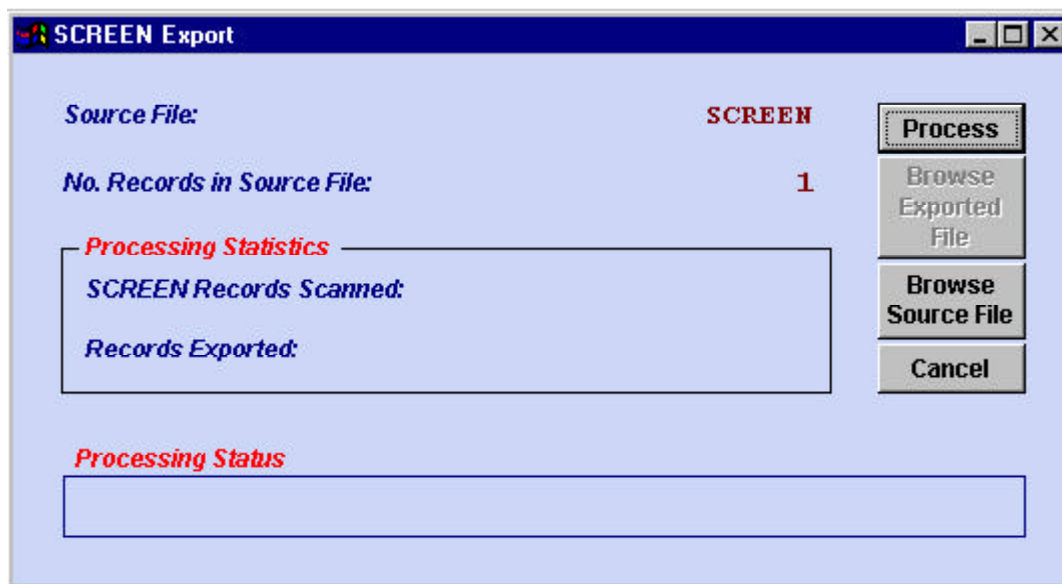 SCREEN Export
Source File: SCREEN
No. Records in Source File: 1
Processing Statistics
SCREEN Records Scanned:
Records Exported:
Process
Browse
Exported
File
Browse
Source File
Cancel
Processing Status